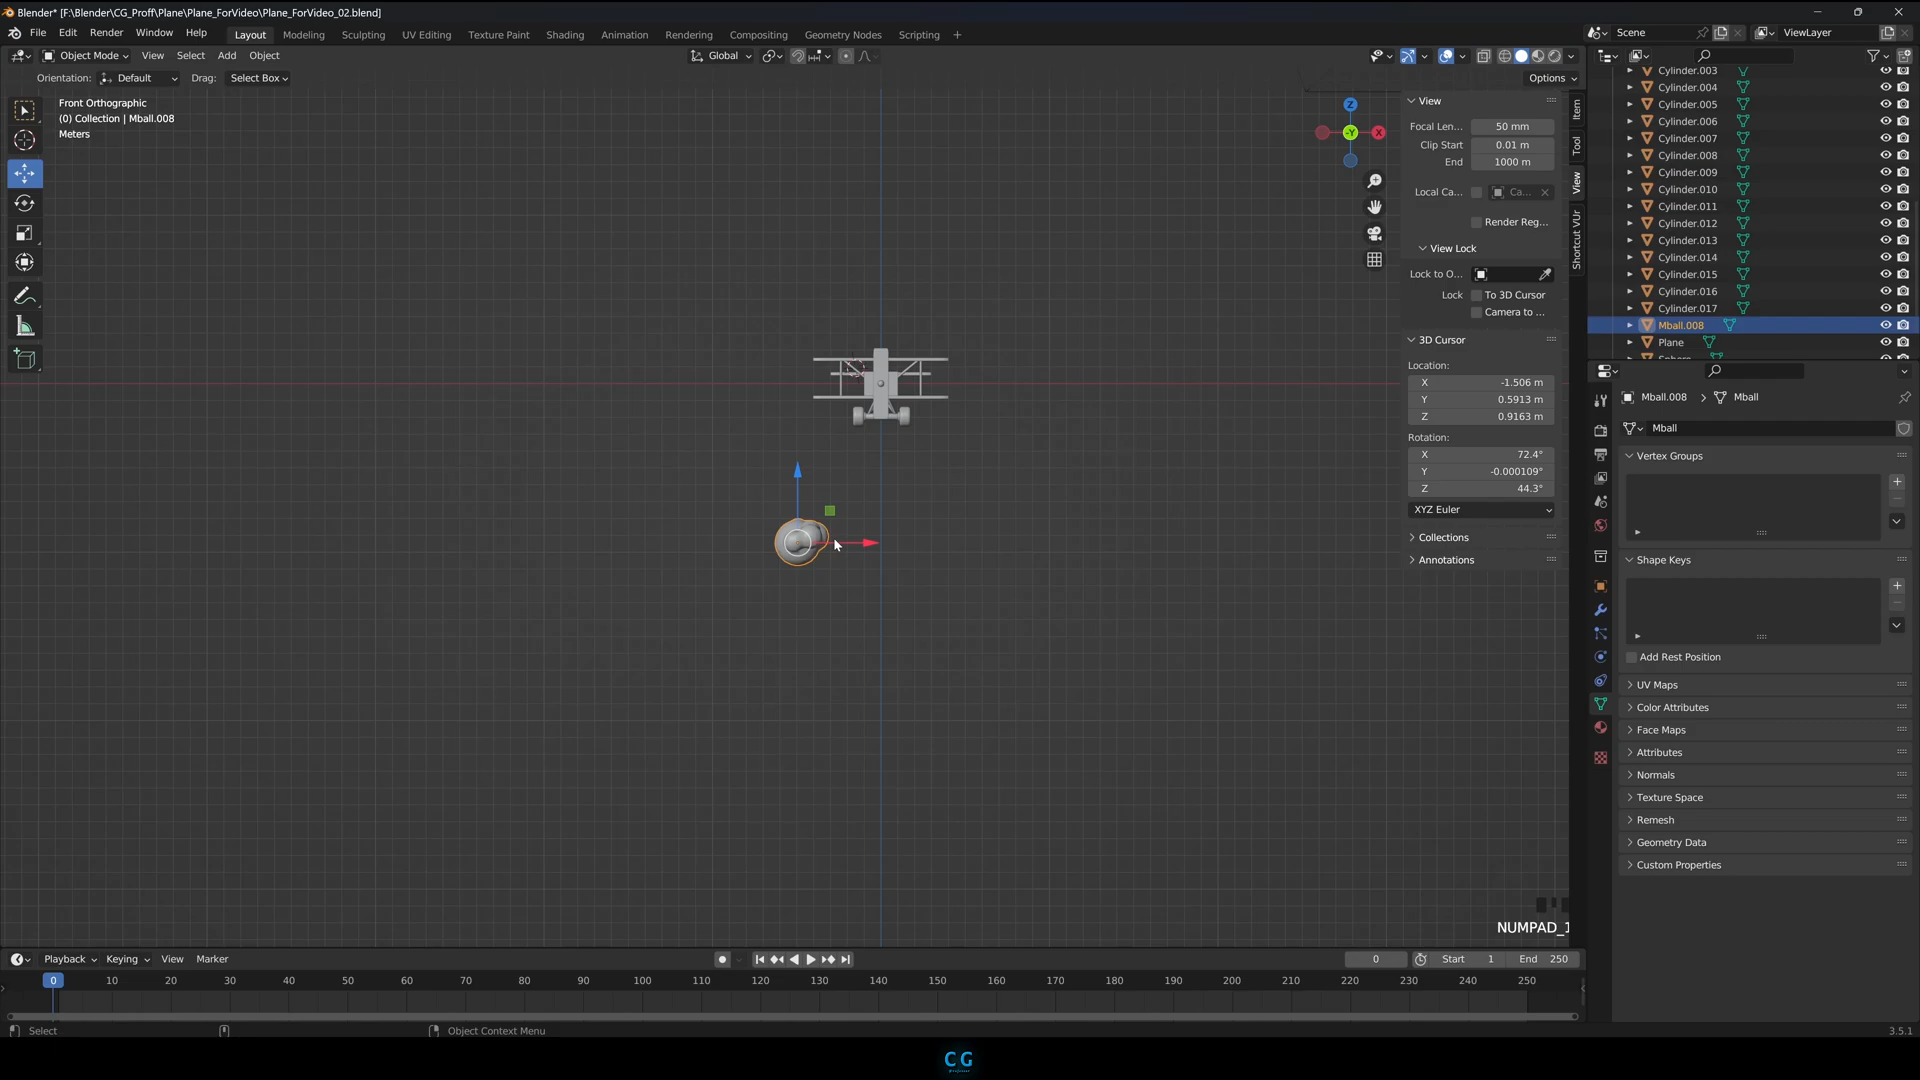 Blender* [F:\Blender\CG_Proff\Plane\Plane_ForVideo\Plane_ForVideo_02.blend]
File Edit Render Window Help Layout Modeling Sculpting UV Editing Texture Paint Shading Animation Rendering Compositing Geometry Nodes Scripting + Scene ViewLayer
Object Mode View Select Add Object Global
Orientation: Default Drag: Select Box Options
Front Orthographic
(0) Collection | Mball.008
Meters
Z
-Y
X
View
Focal Len... 50 mm
Clip Start 0.01 m
End 1000 m
Local Ca... Ca...
Render Reg...
View Lock
Lock to O...
Lock To 3D Cursor
Camera to ...
3D Cursor
Location:
X -1.506 m
Y 0.5913 m
Z 0.9163 m
Rotation:
X 72.4°
Y -0.000109°
Z 44.3°
XYZ Euler
Collections
Annotations
Item
Tool
View
Shortcut VUr
Cylinder.003
Cylinder.004
Cylinder.005
Cylinder.006
Cylinder.007
Cylinder.008
Cylinder.009
Cylinder.010
Cylinder.011
Cylinder.012
Cylinder.013
Cylinder.014
Cylinder.015
Cylinder.016
Cylinder.017
Mball.008
Plane
Mball.008 Mball
Mball
Vertex Groups
Shape Keys
Add Rest Position
UV Maps
Color Attributes
Face Maps
Attributes
Normals
Texture Space
Remesh
Geometry Data
Custom Properties
NUMPAD_1
Playback Keying View Marker 0 Start 1 End 250
0 10 20 30 40 50 60 70 80 90 100 110 120 130 140 150 160 170 180 190 200 210 220 230 240 250
Select Object Context Menu 3.5.1
CG